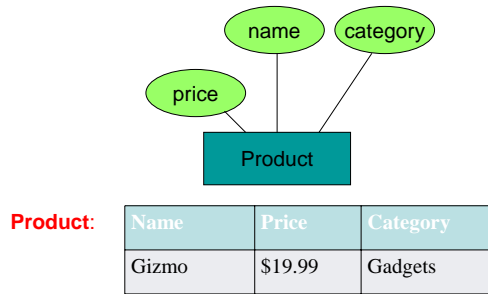 name
category
price
Product
Product:
Name Price Category
Gizmo $19.99 Gadgets